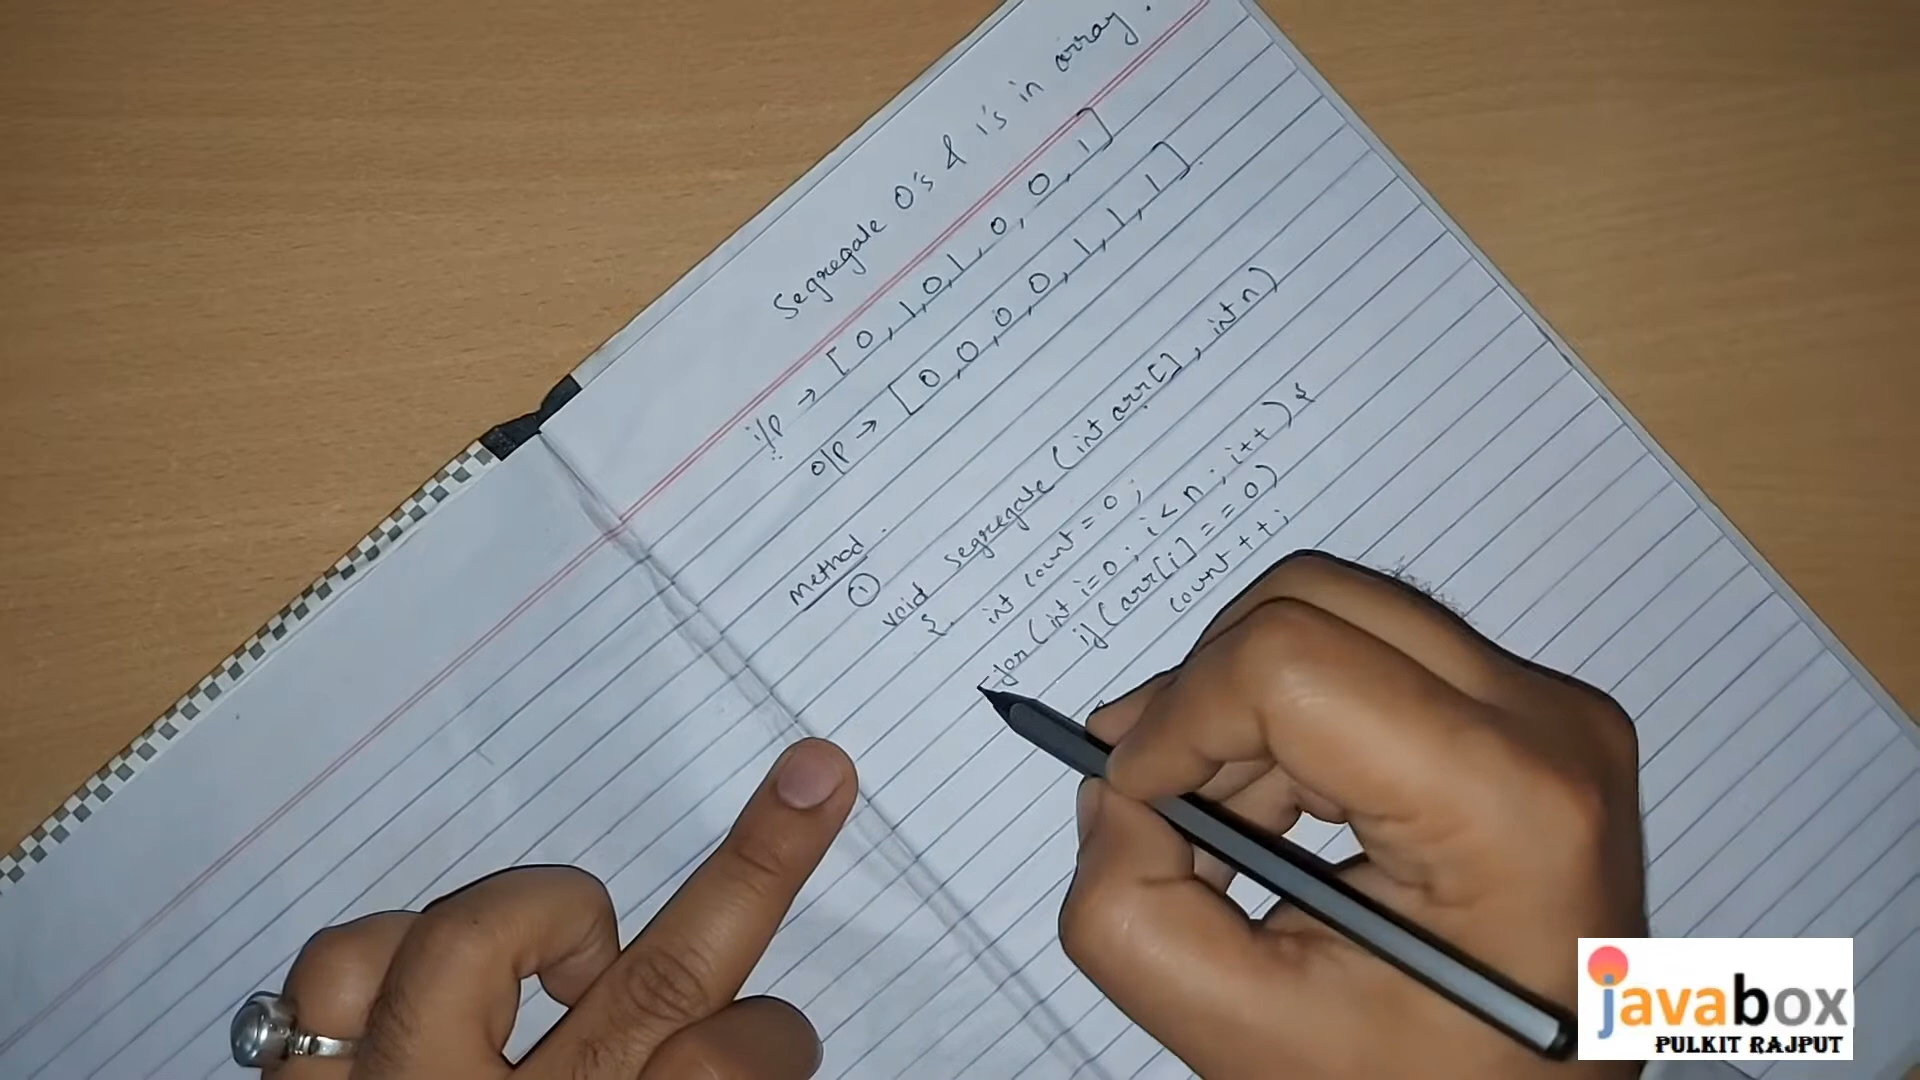 Segregate 0's & 1's in array.
i/p → [0, 1, 0, 1, 0, 0, 1]
o/p → [0, 0, 0, 0, 1, 1, 1]
Method.
①
void segregate (int arr[], int n)
{ int count = 0;
for (int i=0; i<n; i++) {
if (arr[i] == 0)
count ++;
javabox
PULKIT RAJPUT